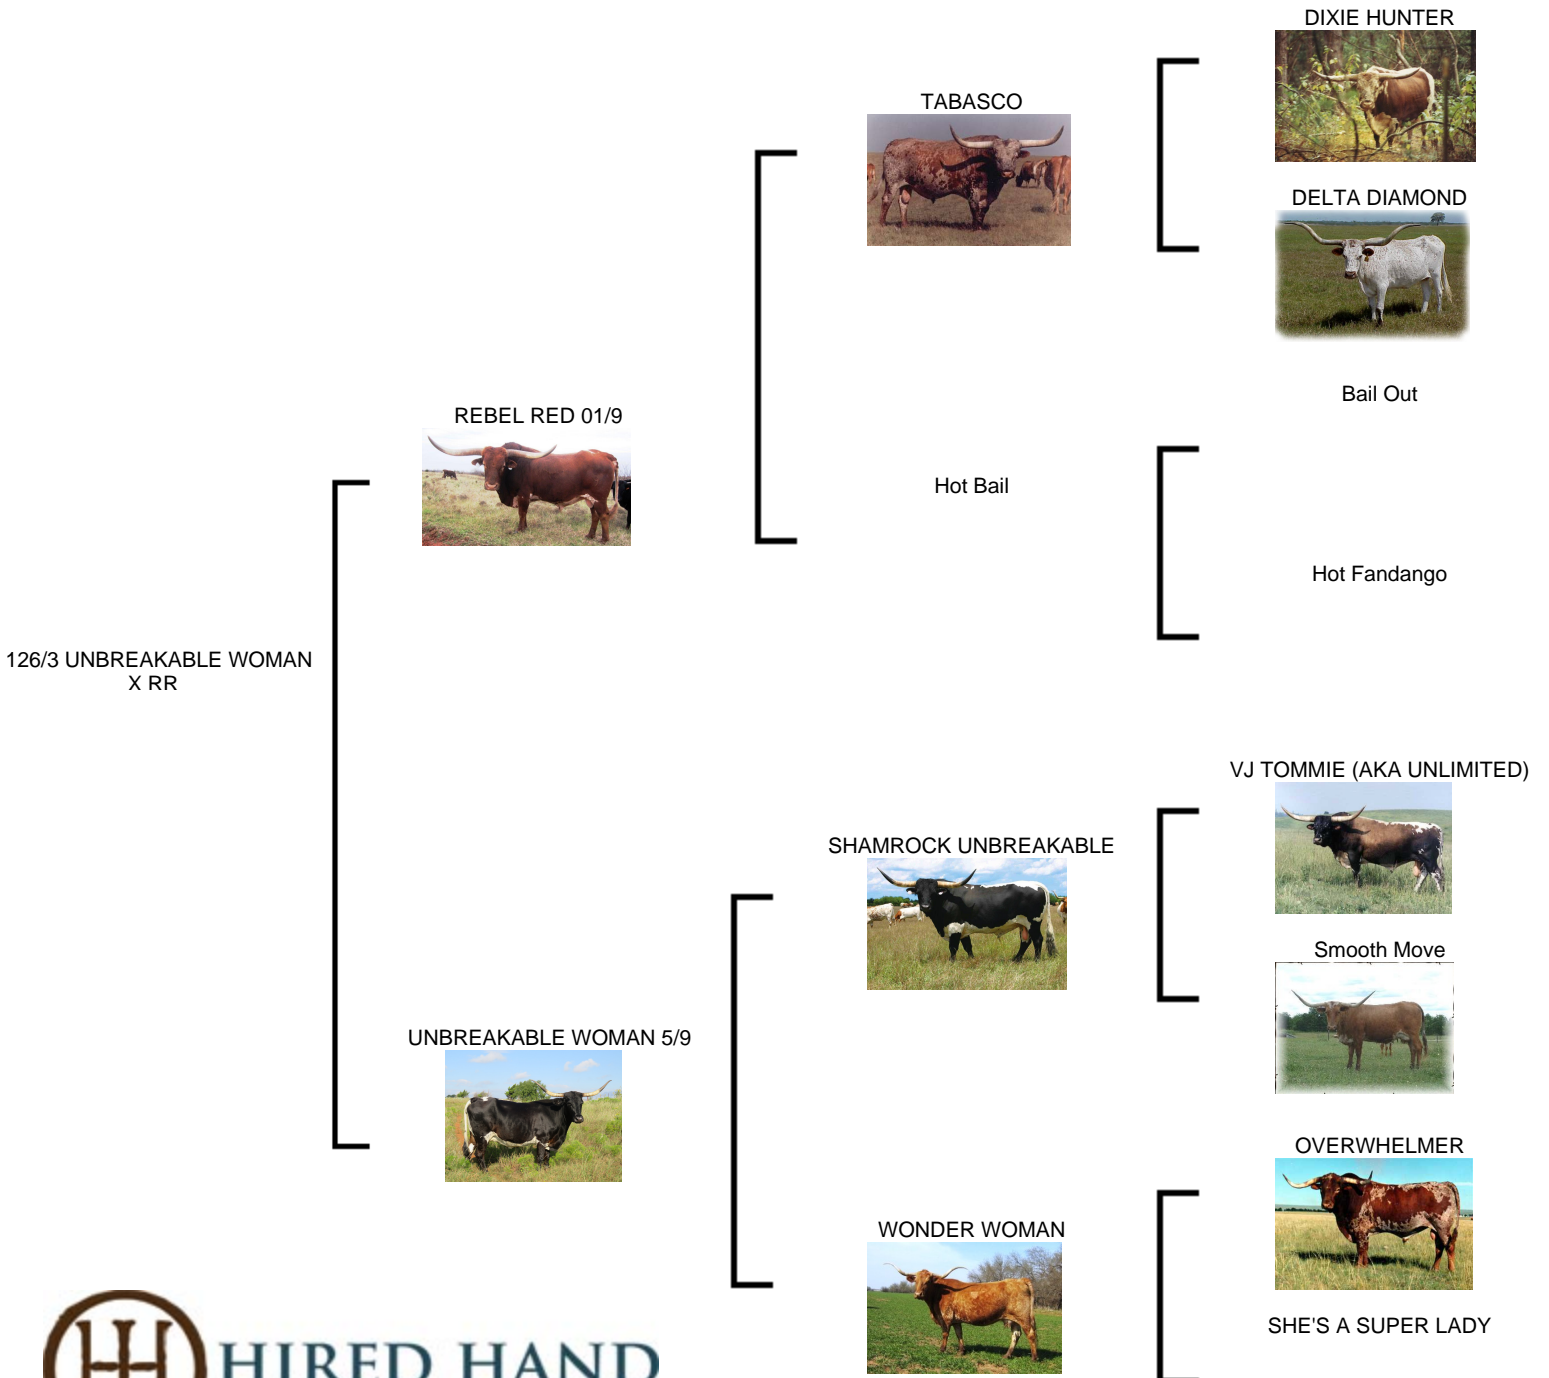 DIXIE HUNTER
TABASCO
DELTA DIAMOND
Bail Out
REBEL RED 01/9
Hot Bail
Hot Fandango
126/3 UNBREAKABLE WOMAN
X RR
VJ TOMMIE (AKA UNLIMITED)
SHAMROCK UNBREAKABLE
Smooth Move
UNBREAKABLE WOMAN 5/9
OVERWHELMER
WONDER WOMAN
SHE'S A SUPER LADY
HIRED HAND